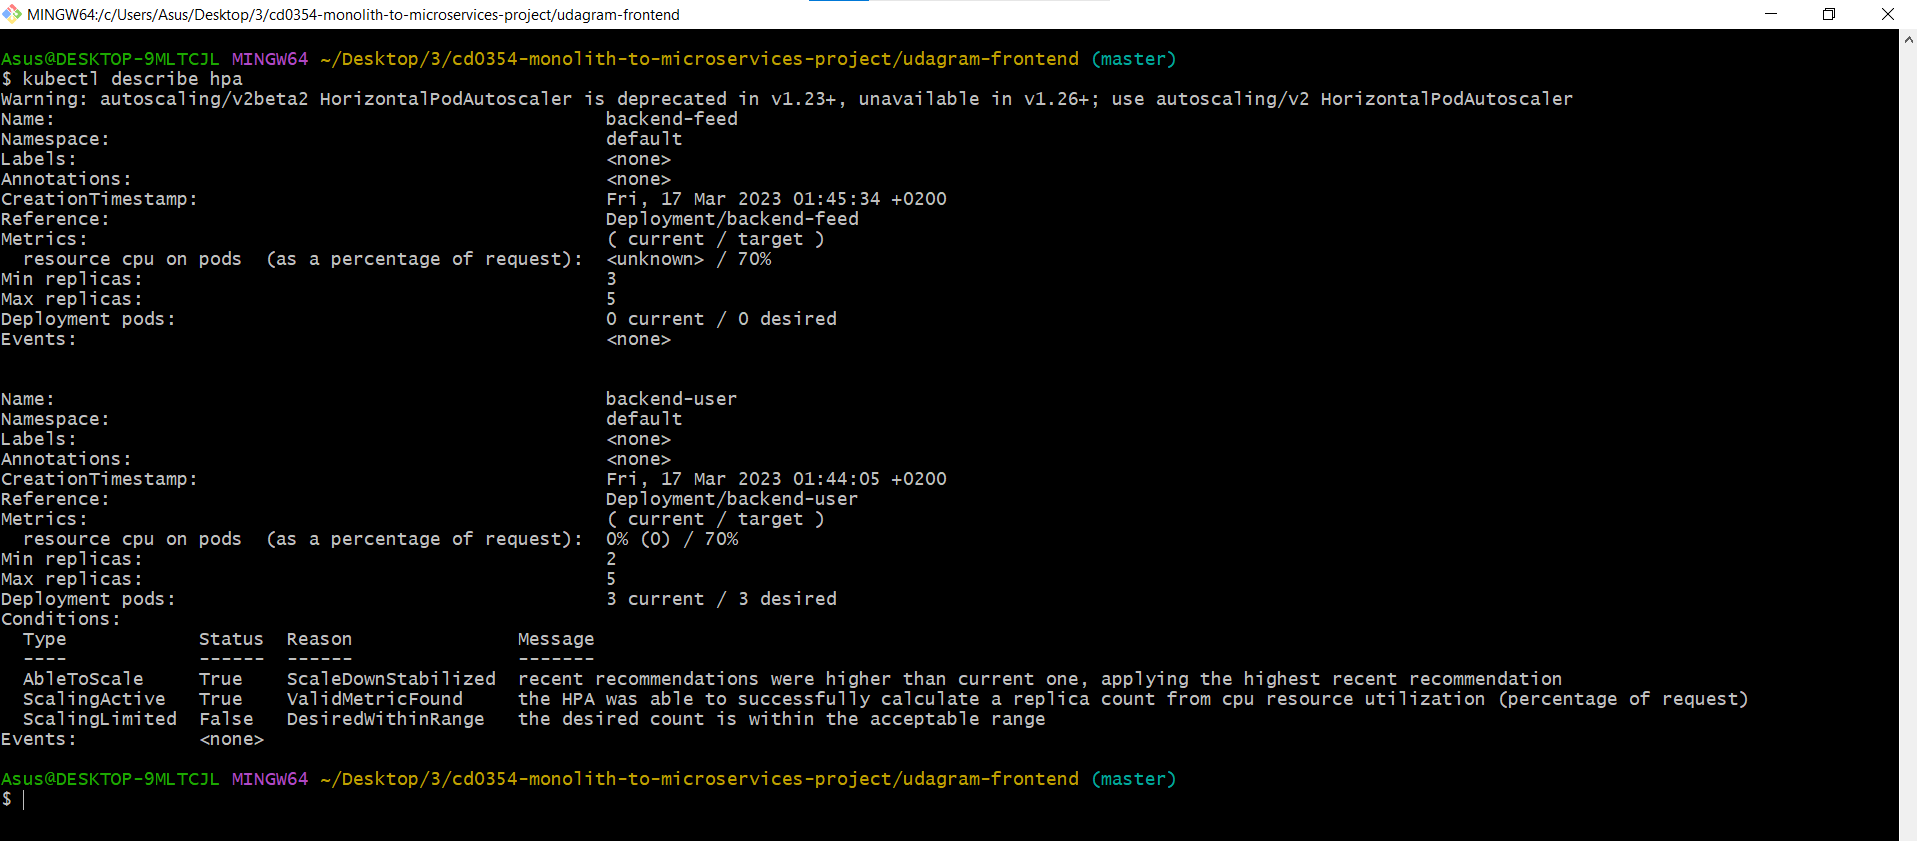 MINGW64:/c/Users/Asus/Desktop/3/cd0354-monolith-to-microservices-project/udagram-frontend
Asus@DESKTOP-9MLTCJL MINGW64 ~/Desktop/3/cd0354-monolith-to-microservices-project/udagram-frontend (master)
$ kubectl describe hpa
Warning: autoscaling/v2beta2 HorizontalPodAutoscaler is deprecated in v1.23+, unavailable in v1.26+; use autoscaling/v2 HorizontalPodAutoscaler
Name: backend-feed
Namespace: default
Labels: <none>
Annotations: <none>
CreationTimestamp: Fri, 17 Mar 2023 01:45:34 +0200
Reference: Deployment/backend-feed
Metrics: ( current / target )
resource cpu on pods (as a percentage of request): <unknown> / 70%
Min replicas: 3
Max replicas: 5
Deployment pods: 0 current / 0 desired
Events: <none>
Name: backend-user
Namespace: default
Labels: <none>
Annotations: <none>
CreationTimestamp: Fri, 17 Mar 2023 01:44:05 +0200
Reference: Deployment/backend-user
Metrics: ( current / target )
resource cpu on pods (as a percentage of request): 0% (0) / 70%
Min replicas: 2
Max replicas: 5
Deployment pods: 3 current / 3 desired
Conditions:
Type Status Reason Message
---- ------ ------ -------
AbleToScale True ScaleDownStabilized recent recommendations were higher than current one, applying the highest recent recommendation
ScalingActive True ValidMetricFound the HPA was able to successfully calculate a replica count from cpu resource utilization (percentage of request)
ScalingLimited False DesiredWithinRange the desired count is within the acceptable range
Events: <none>
Asus@DESKTOP-9MLTCJL MINGW64 ~/Desktop/3/cd0354-monolith-to-microservices-project/udagram-frontend (master)
$